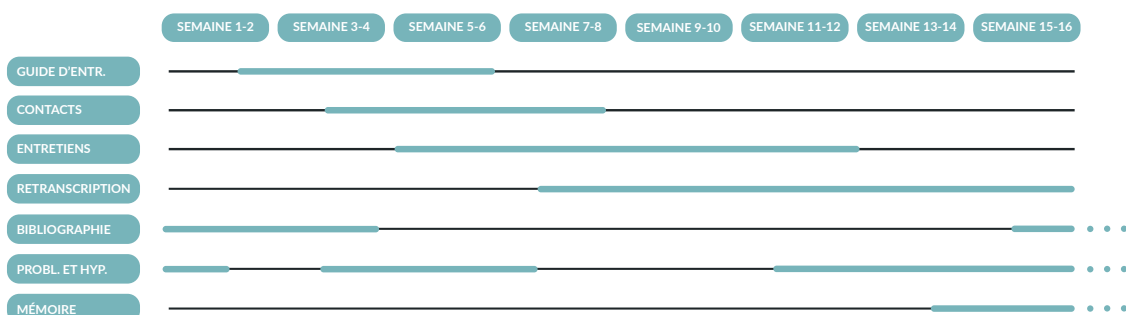 SEMAINE 1-2 SEMAINE 3-4 SEMAINE 5-6 SEMAINE 7-8 SEMAINE 9-10 SEMAINE 11-12 SEMAINE 13-14 SEMAINE 15-16
GUIDE D'ENTR.
CONTACTS
ENTRETIENS
RETRANSCRIPTION
BIBLIOGRAPHIE
PROBL. ET HYP.
MÉMOIRE